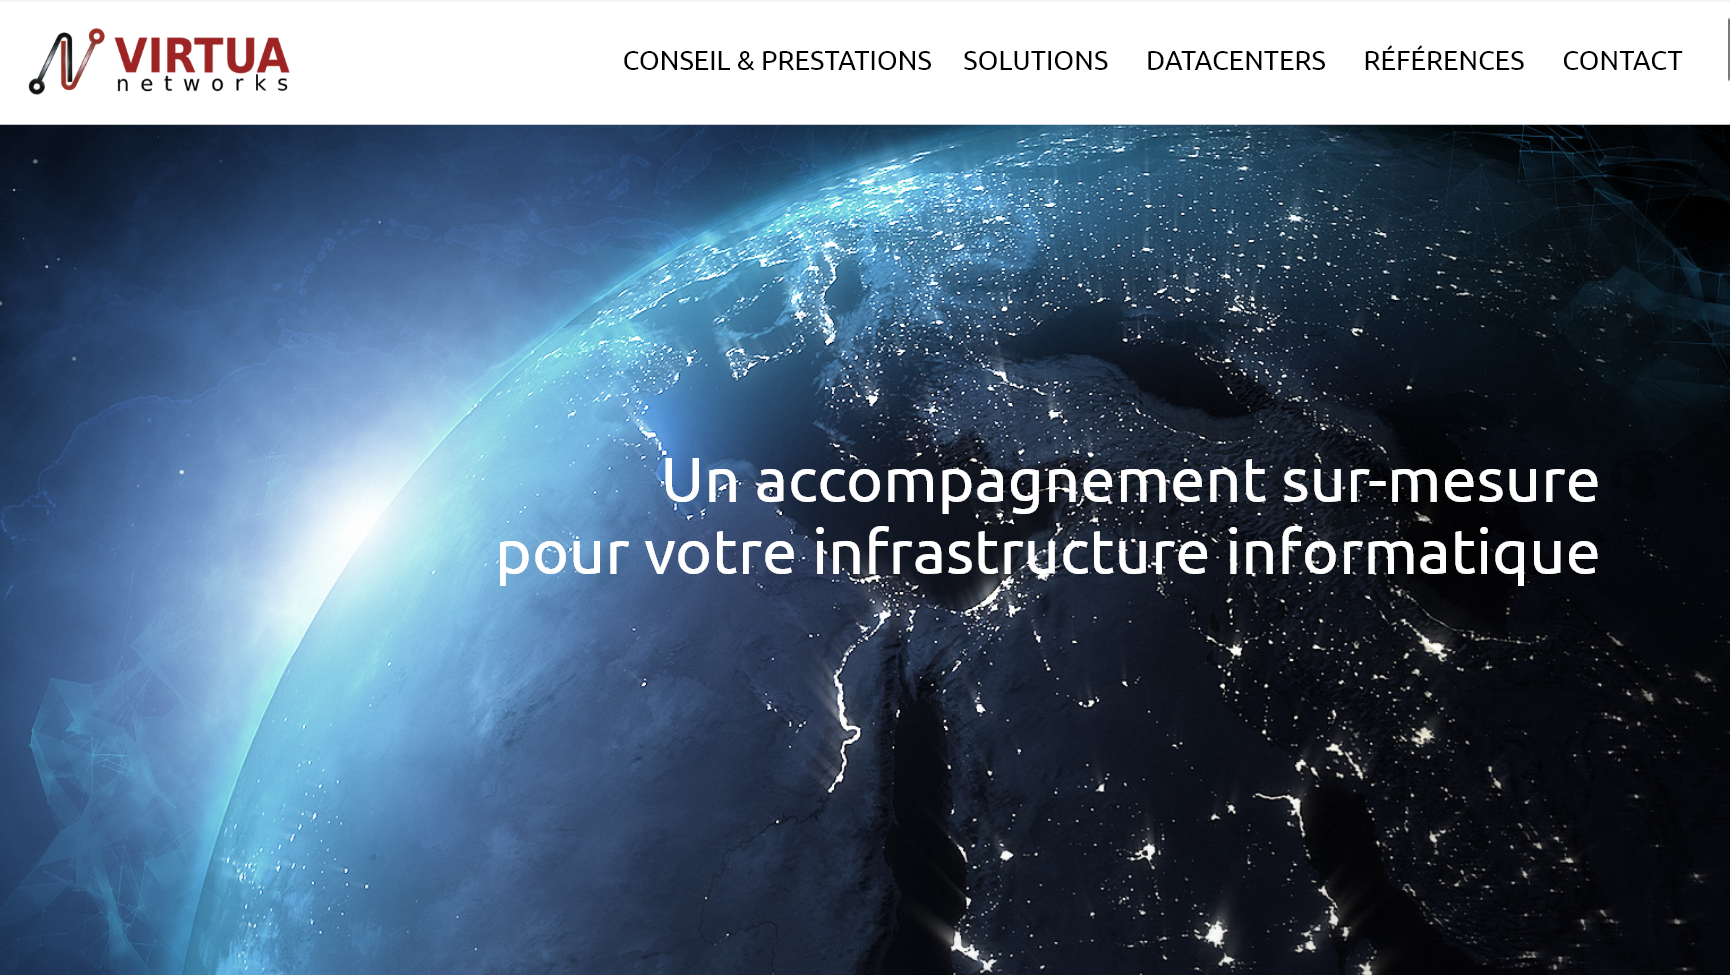 VIRTUA
networks
CONSEIL & PRESTATIONS SOLUTIONS DATACENTERS RÉFÉRENCES CONTACT
Un accompagnement sur-mesure
pour votre infrastructure informatique